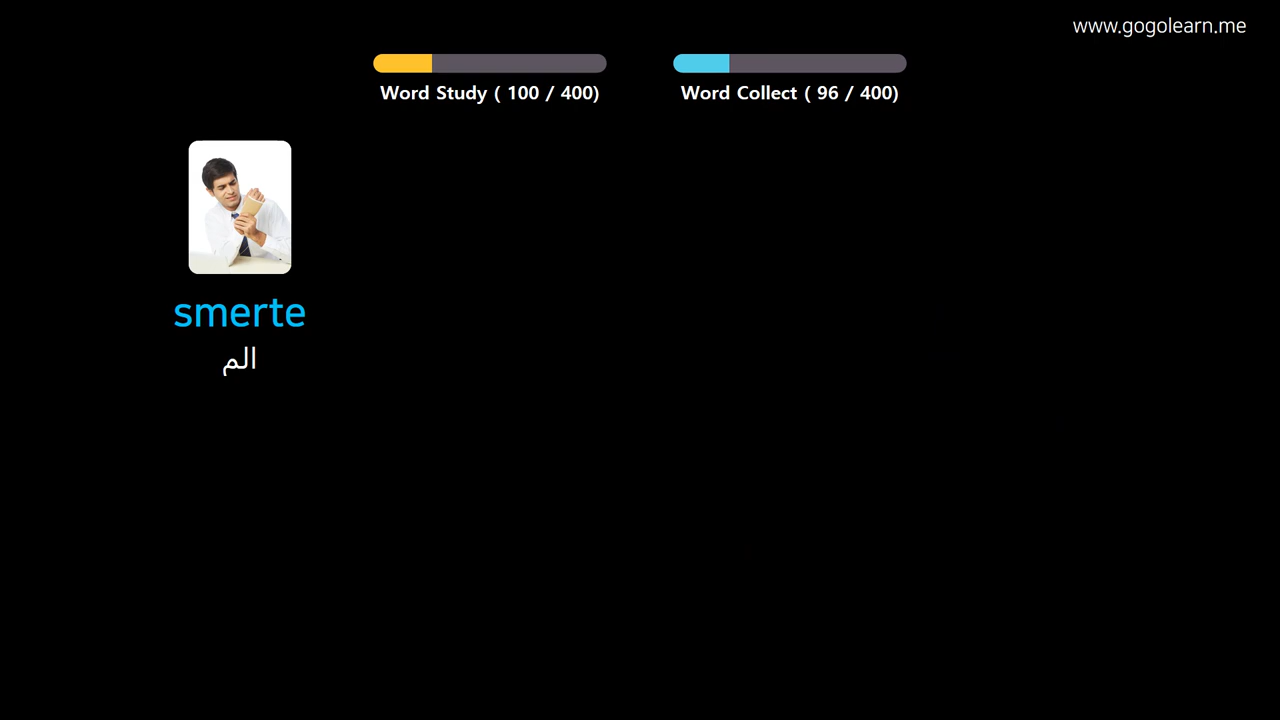 www.gogolearn.me
Word Study ( 100 / 400)
Word Collect ( 96 / 400)
smerte
الم